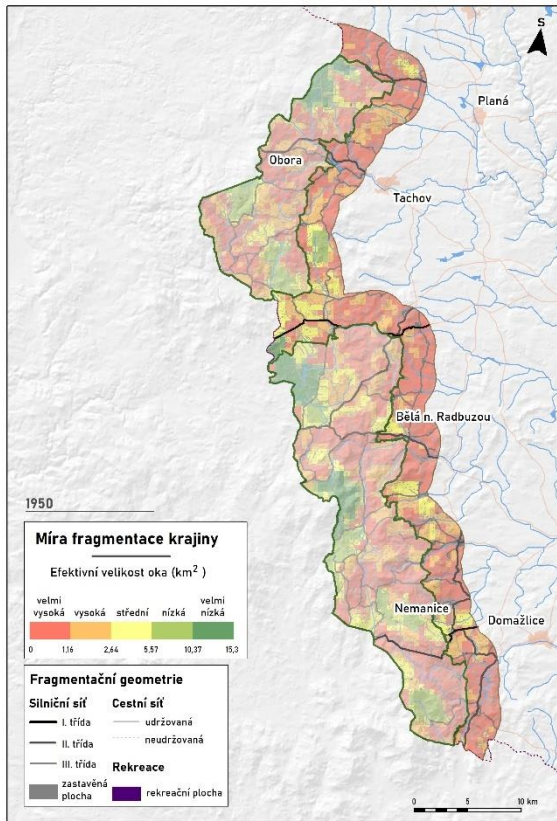 S
Planá
Obora
Tachov
Bělá n. Radbuzou
1950
Míra fragmentace krajiny
Efektivní velikost oka (km²)
velmi vysoká vysoká střední nízká velmi nízká
0 1,16 2,64 5,57 10,37 15,3
Nemanice
Domažlice
Fragmentační geometrie
Silniční síť Cestní síť
I. třída udržovaná
II. třída neudržovaná
III. třída Rekreace
zastavěná plocha rekreační plocha
0 5 10 km